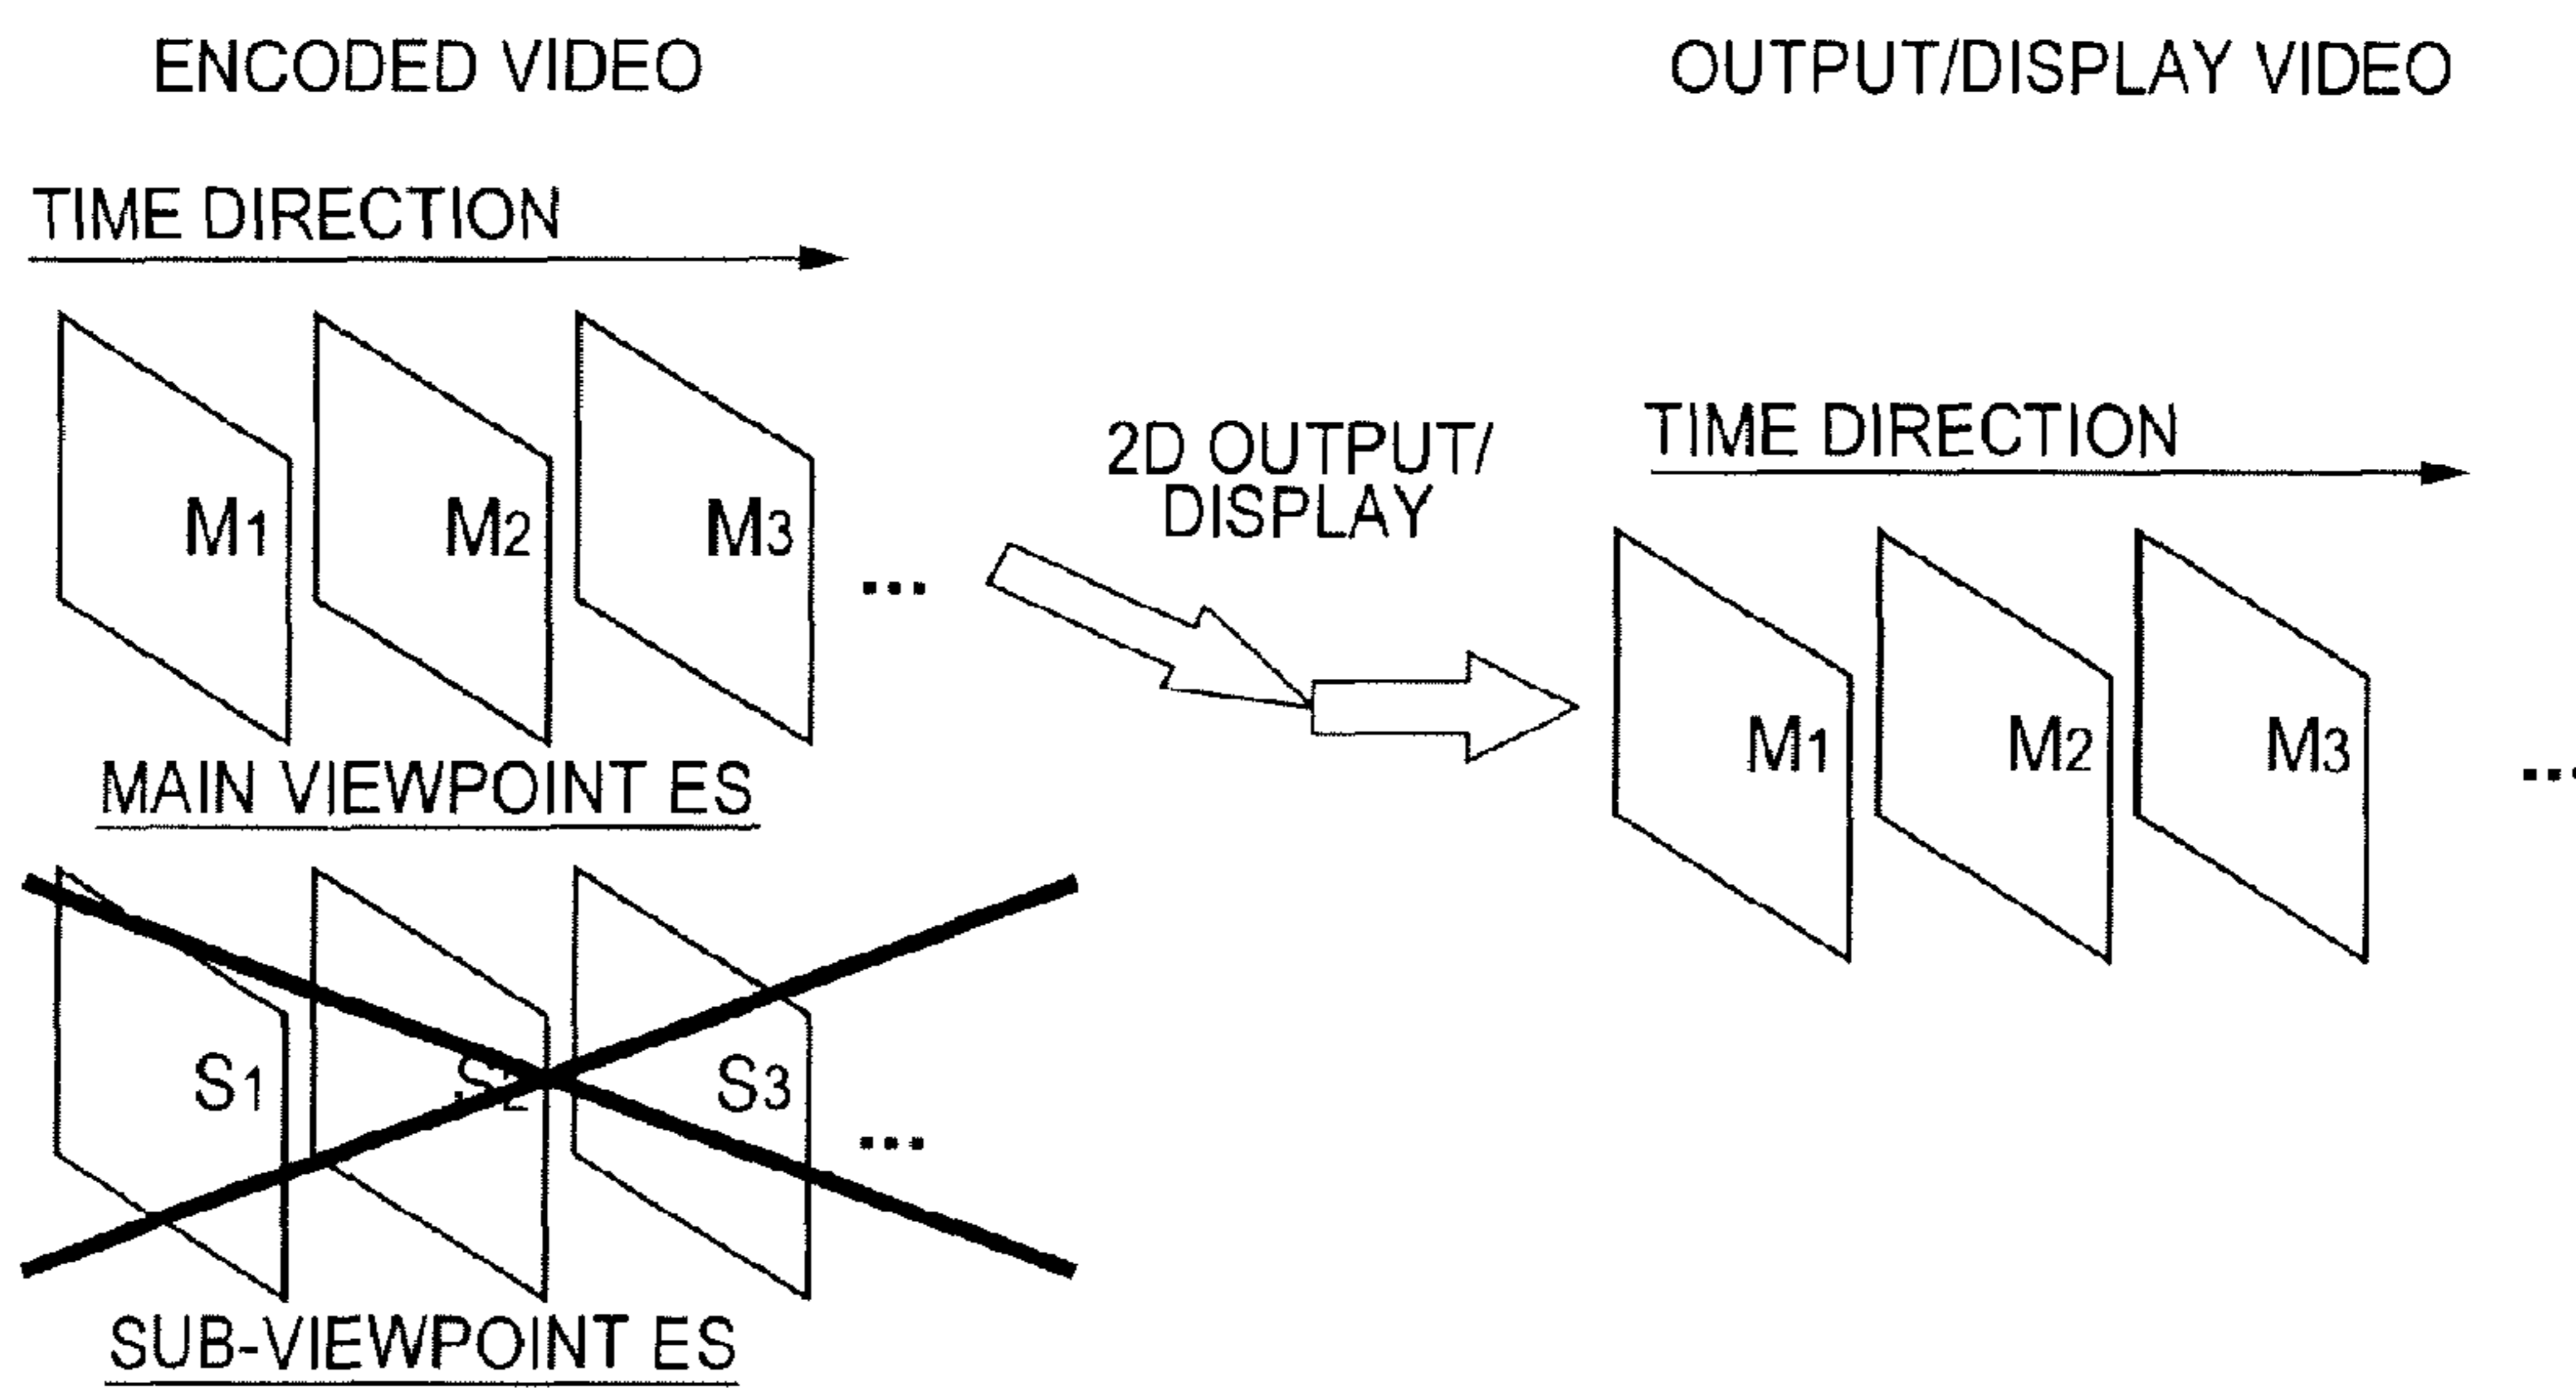 ENCODED VIDEO
OUTPUT/DISPLAY VIDEO
TIME DIRECTION
M1 M2 M3 ...
MAIN VIEWPOINT ES
2D OUTPUT/
DISPLAY
TIME DIRECTION
M1 M2 M3 ...
S1 S2 S3 ...
SUB-VIEWPOINT ES